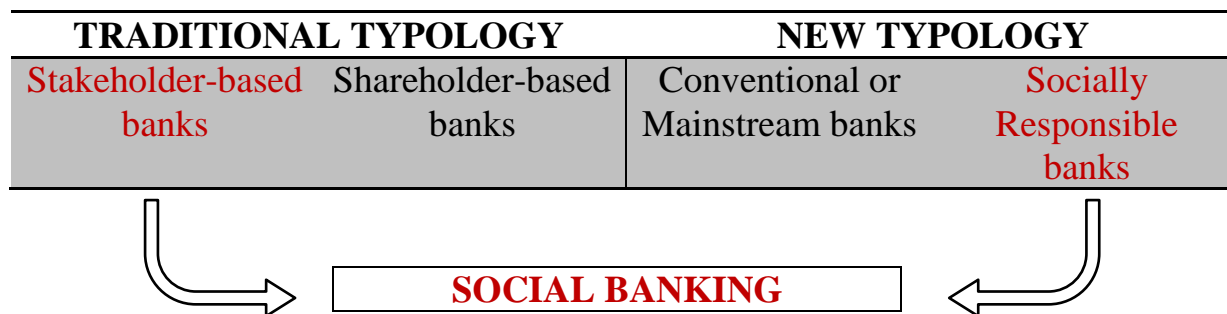 TRADITIONAL TYPOLOGY NEW TYPOLOGY
Stakeholder-based Shareholder-based Conventional or Socially
banks banks Mainstream banks Responsible
banks
SOCIAL BANKING